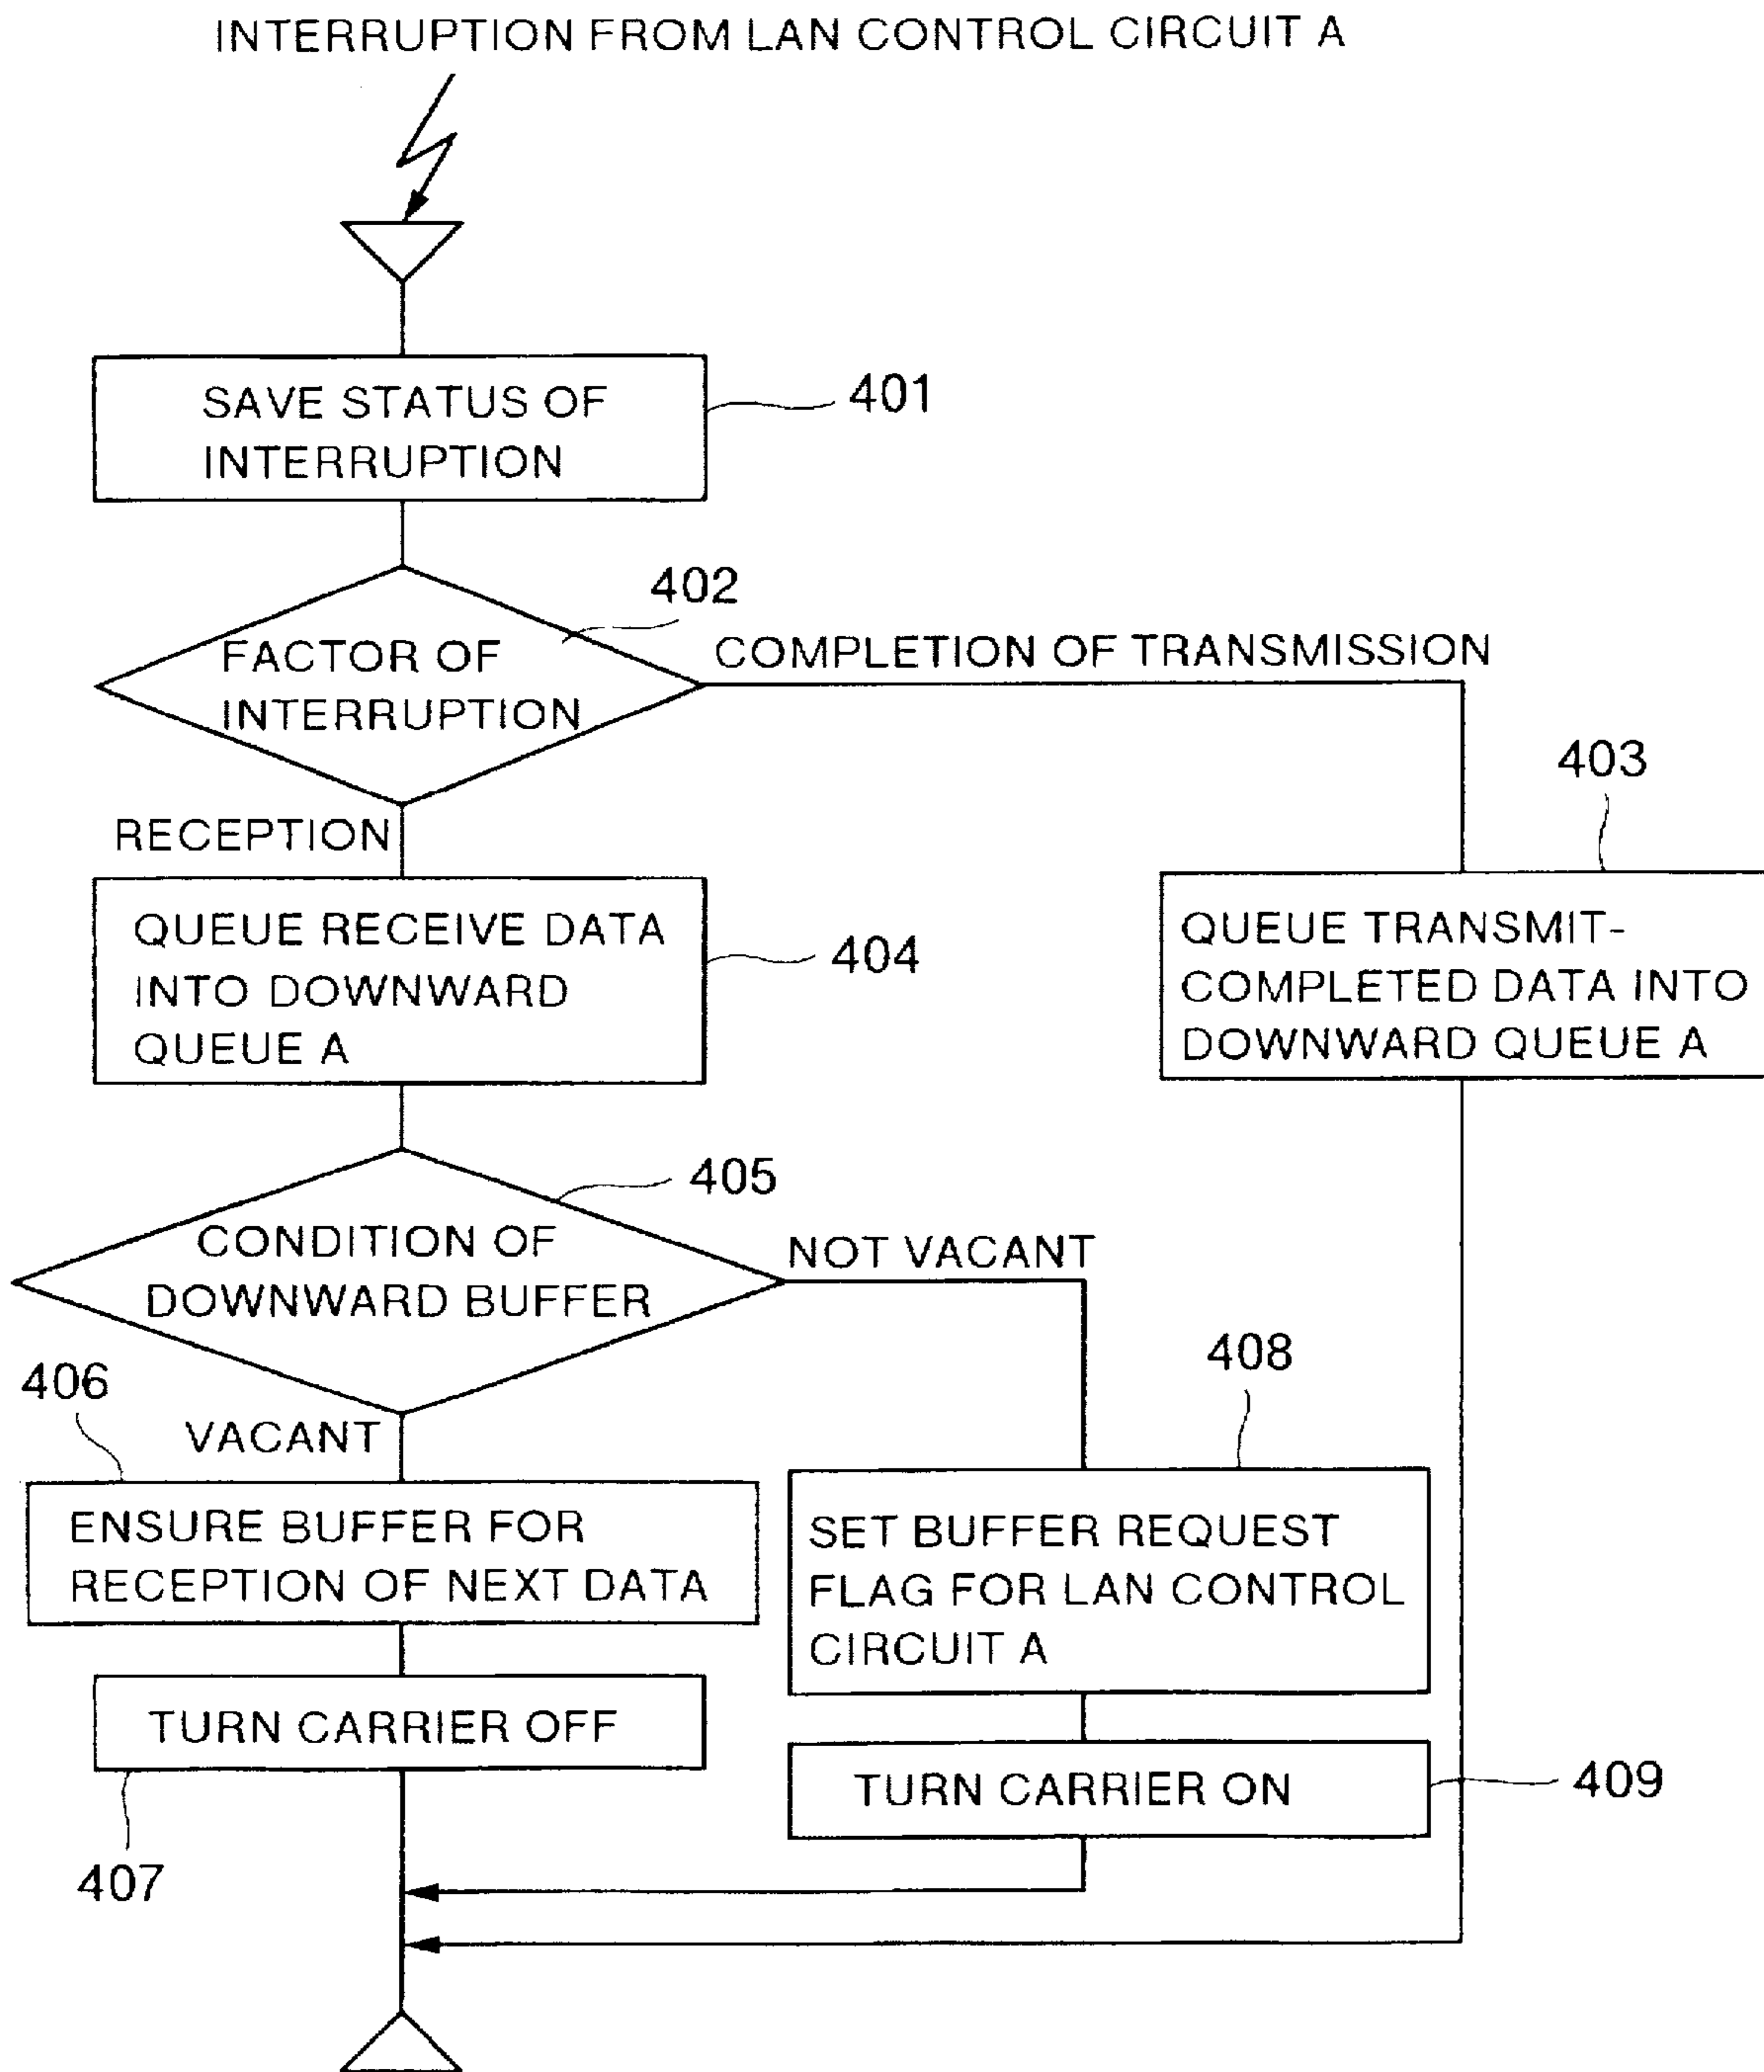 INTERRUPTION FROM LAN CONTROL CIRCUIT A
SAVE STATUS OF
INTERRUPTION
401
402
FACTOR OF
INTERRUPTION
COMPLETION OF TRANSMISSION
RECEPTION
403
QUEUE TRANSMIT-
COMPLETED DATA INTO
DOWNWARD QUEUE A
QUEUE RECEIVE DATA
INTO DOWNWARD
QUEUE A
404
405
CONDITION OF
DOWNWARD BUFFER
NOT VACANT
VACANT
406
ENSURE BUFFER FOR
RECEPTION OF NEXT DATA
408
SET BUFFER REQUEST
FLAG FOR LAN CONTROL
CIRCUIT A
TURN CARRIER OFF
407
TURN CARRIER ON
409